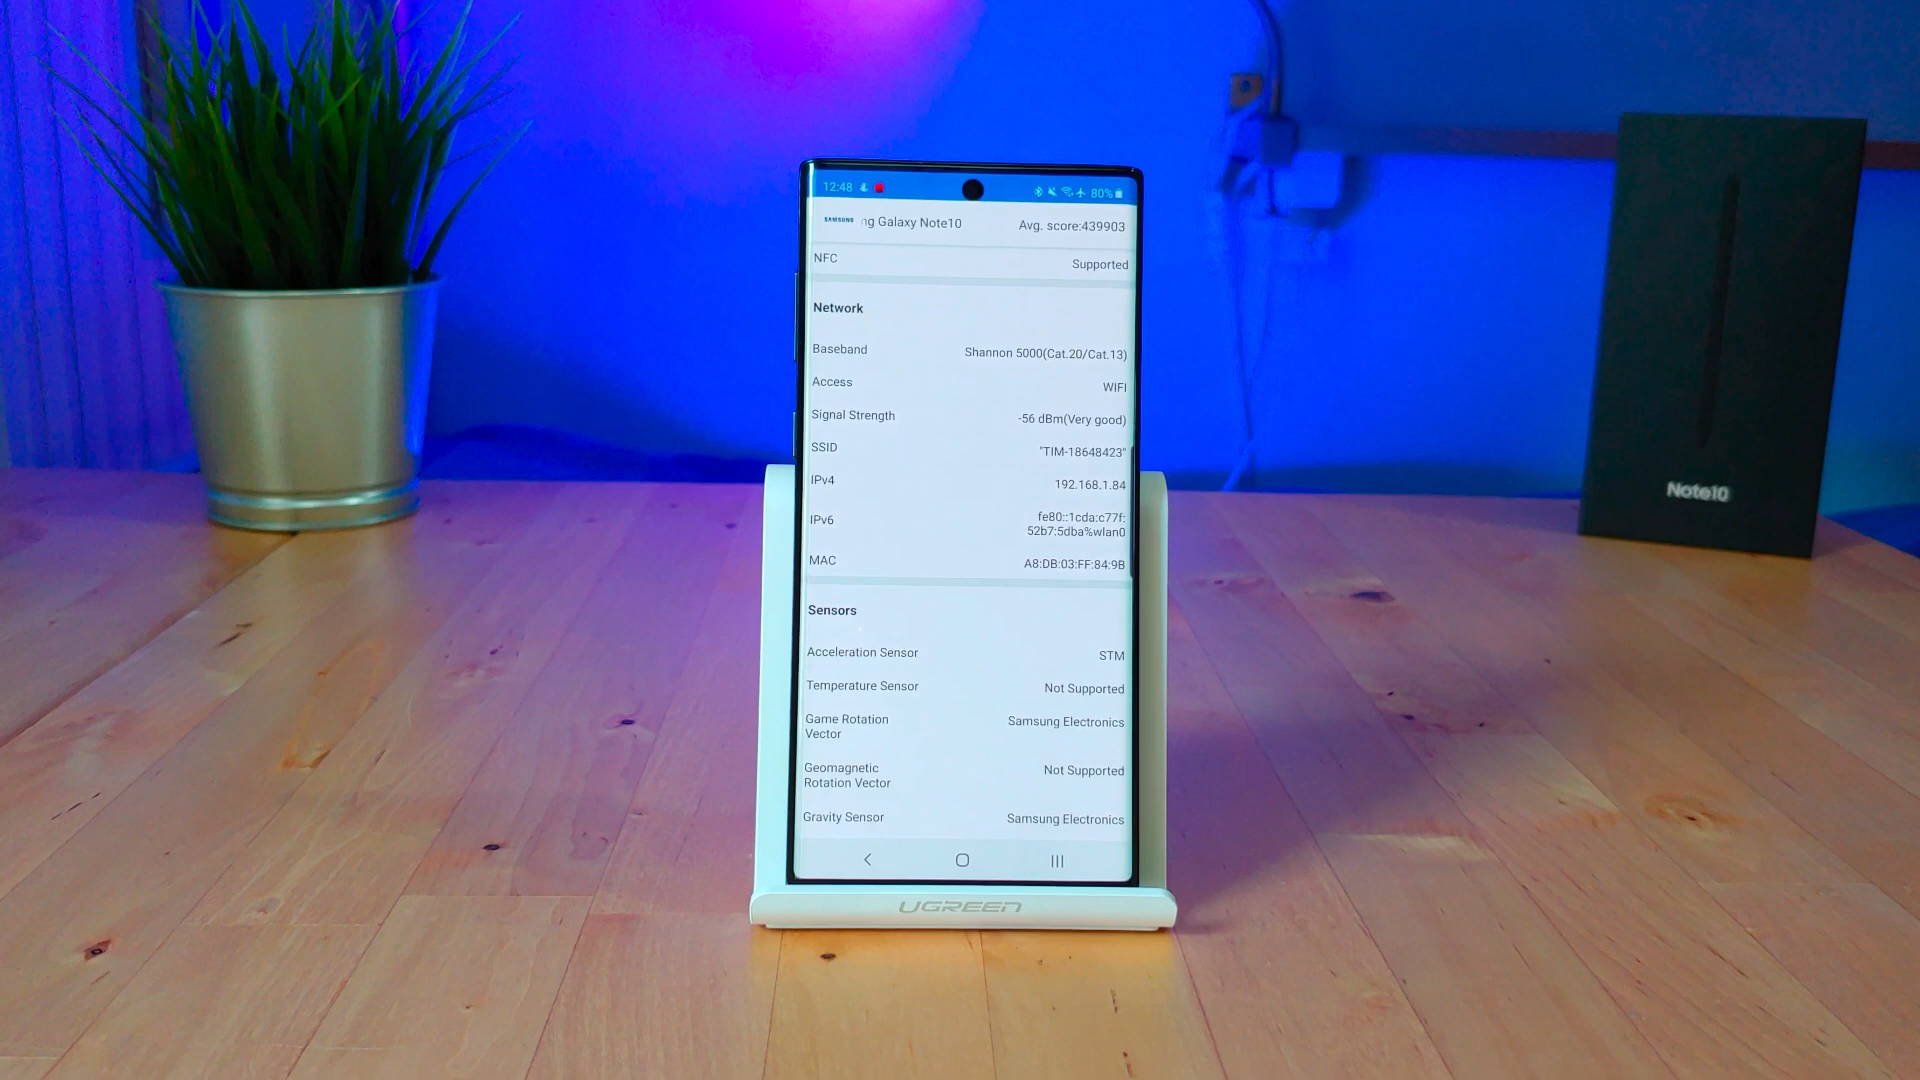 12:48 80%
SAMSUNG ng Galaxy Note10 Avg. score:439903
NFC Supported
Network
Baseband Shannon 5000(Cat.20/Cat.13)
Access WIFI
Signal Strength -56 dBm(Very good)
SSID "TIM-18648423"
IPv4 192.168.1.84
IPv6 fe80::1cda:c77f:
52b7:5dba%wlan0
MAC A8:DB:03:FF:84:9B
Sensors
Acceleration Sensor STM
Temperature Sensor Not Supported
Game Rotation Samsung Electronics
Vector
Geomagnetic Not Supported
Rotation Vector
Gravity Sensor Samsung Electronics
UGREEN
Note10